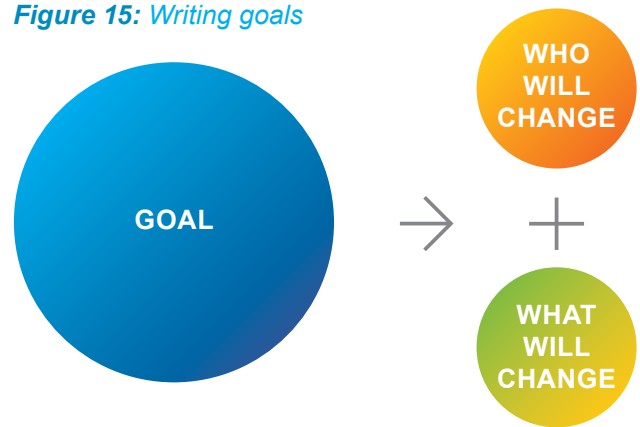 Figure 15: Writing goals
GOAL
WHO
WILL
CHANGE
WHAT
WILL
CHANGE